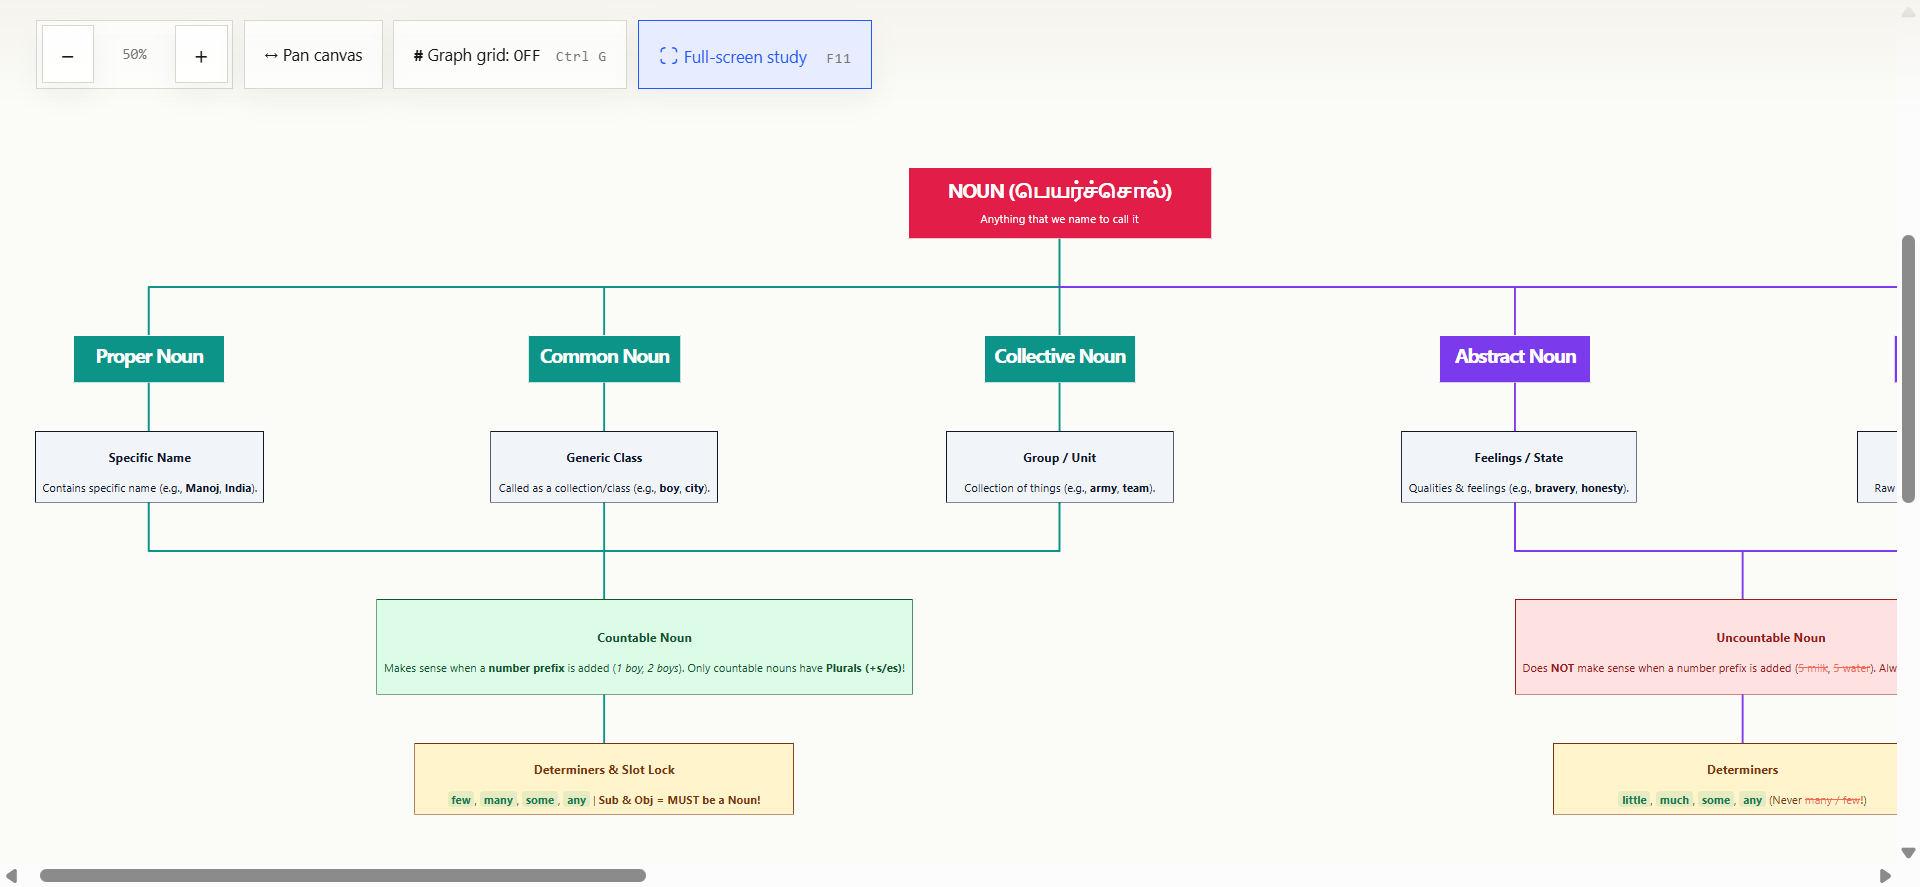 − 50% + ↔ Pan canvas # Graph grid: OFF Ctrl G Full-screen study F11
NOUN (பெயர்ச்சொல்)
Anything that we name to call it
Proper Noun
Common Noun
Collective Noun
Abstract Noun
Specific Name
Contains specific name (e.g., Manoj, India).
Generic Class
Called as a collection/class (e.g., boy, city).
Group / Unit
Collection of things (e.g., army, team).
Feelings / State
Qualities & feelings (e.g., bravery, honesty).
Raw
Countable Noun
Makes sense when a number prefix is added (1 boy, 2 boys). Only countable nouns have Plurals (+s/es)!
Uncountable Noun
Does NOT make sense when a number prefix is added (5 milk, 5 water). Alw
Determiners & Slot Lock
few , many , some , any | Sub & Obj = MUST be a Noun!
Determiners
little , much , some , any (Never many / few!)